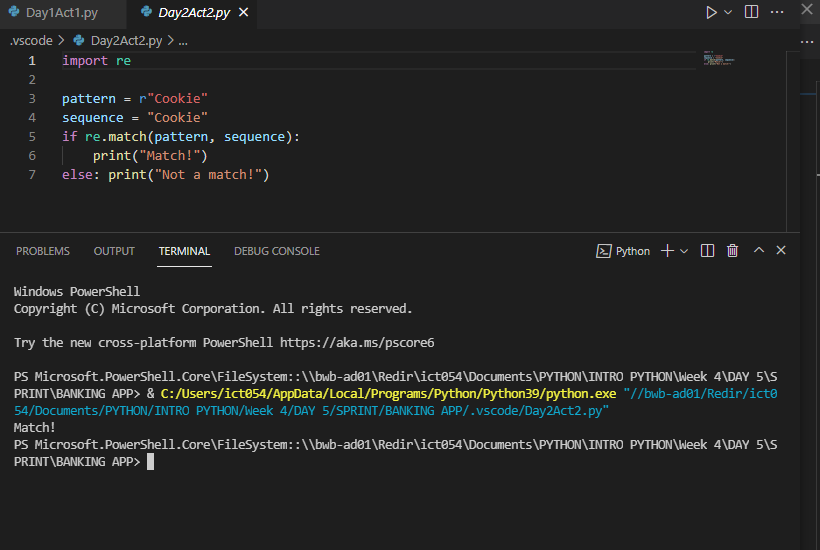 Day1Act1.py Day2Act2.py
.vscode > Day2Act2.py > ...
1 import re
2
3 pattern = r"Cookie"
4 sequence = "Cookie"
5 if re.match(pattern, sequence):
6 print("Match!")
7 else: print("Not a match!")
PROBLEMS OUTPUT TERMINAL DEBUG CONSOLE Python
Windows PowerShell
Copyright (C) Microsoft Corporation. All rights reserved.
Try the new cross-platform PowerShell https://aka.ms/pscore6
PS Microsoft.PowerShell.Core\FileSystem::\\bwb-ad01\Redir\ict054\Documents\PYTHON\INTRO PYTHON\Week 4\DAY 5\S
PRINT\BANKING APP> & C:/Users/ict054/AppData/Local/Programs/Python/Python39/python.exe "//bwb-ad01/Redir/ict0
54/Documents/PYTHON/INTRO PYTHON/Week 4/DAY 5/SPRINT/BANKING APP/.vscode/Day2Act2.py"
Match!
PS Microsoft.PowerShell.Core\FileSystem::\\bwb-ad01\Redir\ict054\Documents\PYTHON\INTRO PYTHON\Week 4\DAY 5\S
PRINT\BANKING APP>